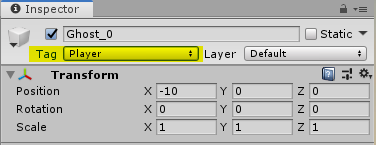 Inspector
Ghost_0 Static
Tag Player Layer Default
Transform
Position X -10 Y 0 Z 0
Rotation X 0 Y 0 Z 0
Scale X 1 Y 1 Z 1